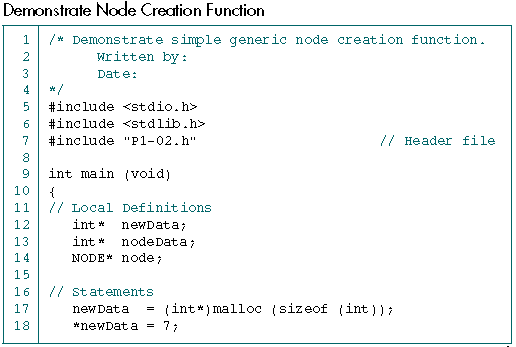 Demonstrate Node Creation Function
1 /* Demonstrate simple generic node creation function.
2 Written by:
3 Date:
4 */
5 #include <stdio.h>
6 #include <stdlib.h>
7 #include "P1-02.h" // Header file
8
9 int main (void)
10 {
11 // Local Definitions
12 int* newData;
13 int* nodeData;
14 NODE* node;
15
16 // Statements
17 newData = (int*)malloc (sizeof (int));
18 *newData = 7;